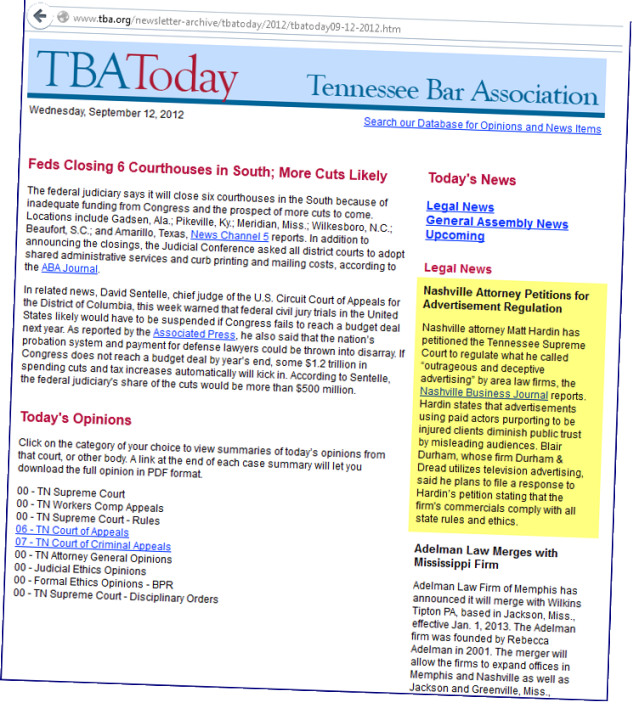 www.tba.org/newsletter-archive/tbatoday/2012/tbatoday09-12-2012.htm
TBAToday
Tennessee Bar Association
Wednesday, September 12, 2012
Search our Database for Opinions and News Items
Feds Closing 6 Courthouses in South; More Cuts Likely
The federal judiciary says it will close six courthouses in the South because of
inadequate funding from Congress and the prospect of more cuts to come.
Locations include Gadsen, Ala.; Pikeville, Ky.; Meridian, Miss.; Wilkesboro, N.C.;
Beaufort, S.C.; and Amarillo, Texas, News Channel 5 reports. In addition to
announcing the closings, the Judicial Conference asked all district courts to adopt
shared administrative services and curb printing and mailing costs, according to
the ABA Journal.
In related news, David Sentelle, chief judge of the U.S. Circuit Court of Appeals for
the District of Columbia, this week warned that federal civil jury trials in the United
States likely would have to be suspended if Congress fails to reach a budget deal
next year. As reported by the Associated Press, he also said that the nation's
probation system and payment for defense lawyers could be thrown into disarray. If
Congress does not reach a budget deal by year's end, some $1.2 trillion in
spending cuts and tax increases automatically will kick in. According to Sentelle,
the federal judiciary's share of the cuts would be more than $500 million.
Today's Opinions
Click on the category of your choice to view summaries of today's opinions from
that court, or other body. A link at the end of each case summary will let you
download the full opinion in PDF format.
00 - TN Supreme Court
00 - TN Workers Comp Appeals
00 - TN Supreme Court - Rules
06 - TN Court of Appeals
07 - TN Court of Criminal Appeals
00 - TN Attorney General Opinions
00 - Judicial Ethics Opinions
00 - Formal Ethics Opinions - BPR
00 - TN Supreme Court - Disciplinary Orders
Today's News
Legal News
General Assembly News
Upcoming
Legal News
Nashville Attorney Petitions for
Advertisement Regulation
Nashville attorney Matt Hardin has
petitioned the Tennessee Supreme
Court to regulate what he called
"outrageous and deceptive
advertising" by area law firms, the
Nashville Business Journal reports.
Hardin states that advertisements
using paid actors purporting to be
injured clients diminish public trust
by misleading audiences. Blair
Durham, whose firm Durham &
Dread utilizes television advertising,
said he plans to file a response to
Hardin's petition stating that the
firm's commercials comply with all
state rules and ethics.
Adelman Law Merges with
Mississippi Firm
Adelman Law Firm of Memphis has
announced it will merge with Wilkins
Tipton PA, based in Jackson, Miss.,
effective Jan. 1, 2013. The Adelman
firm was founded by Rebecca
Adelman in 2001. The merger will
allow the firms to expand offices in
Memphis and Nashville as well as
Jackson and Greenville, Miss.,